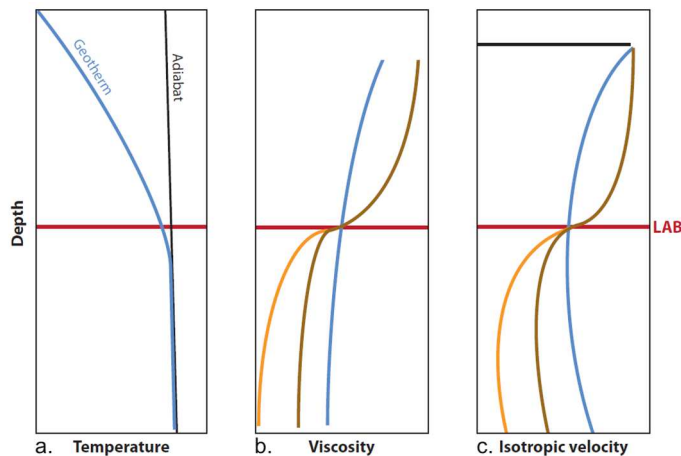 Geotherm
Adiabat
Depth
LAB
a. Temperature
b. Viscosity
c. Isotropic velocity